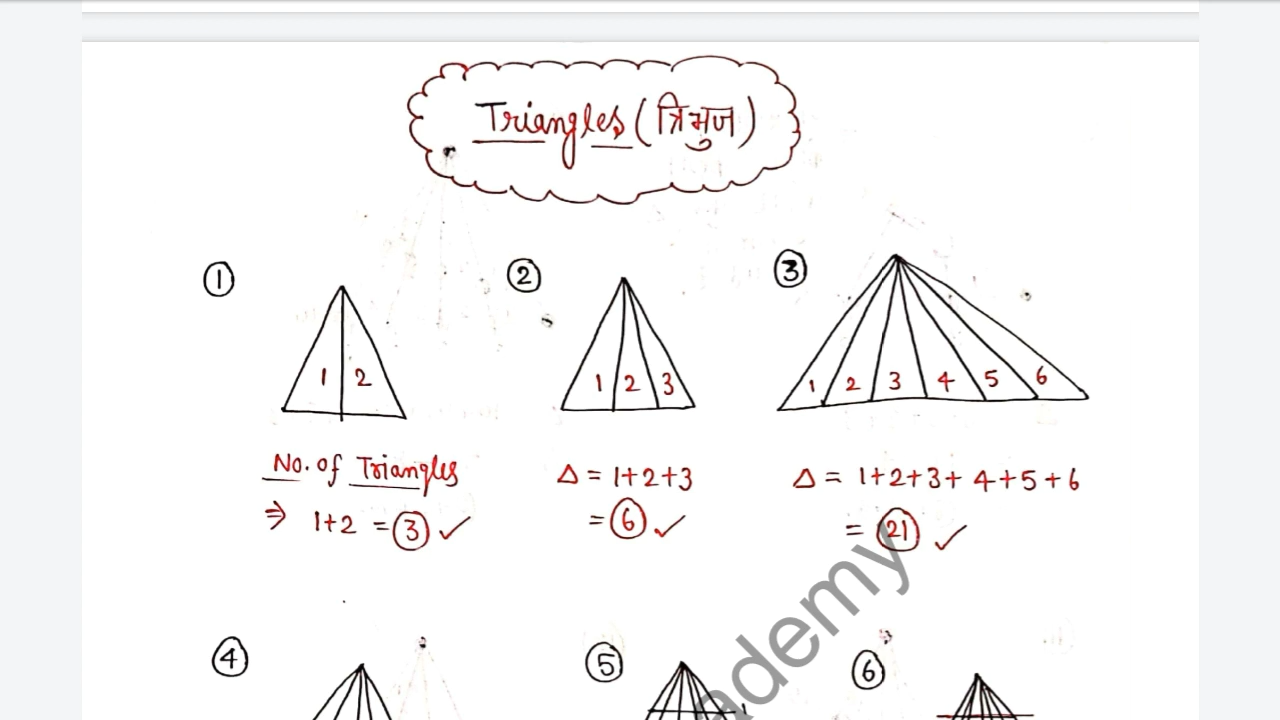 Triangles (त्रिभुज)
① ② ③
1 2
1 2 3
1 2 3 4 5 6
No. of Triangles
⇒ 1+2 = 3 ✓
Δ = 1+2+3
= 6 ✓
Δ = 1+2+3+4+5+6
= 21 ✓
④ ⑤ ⑥
ademy